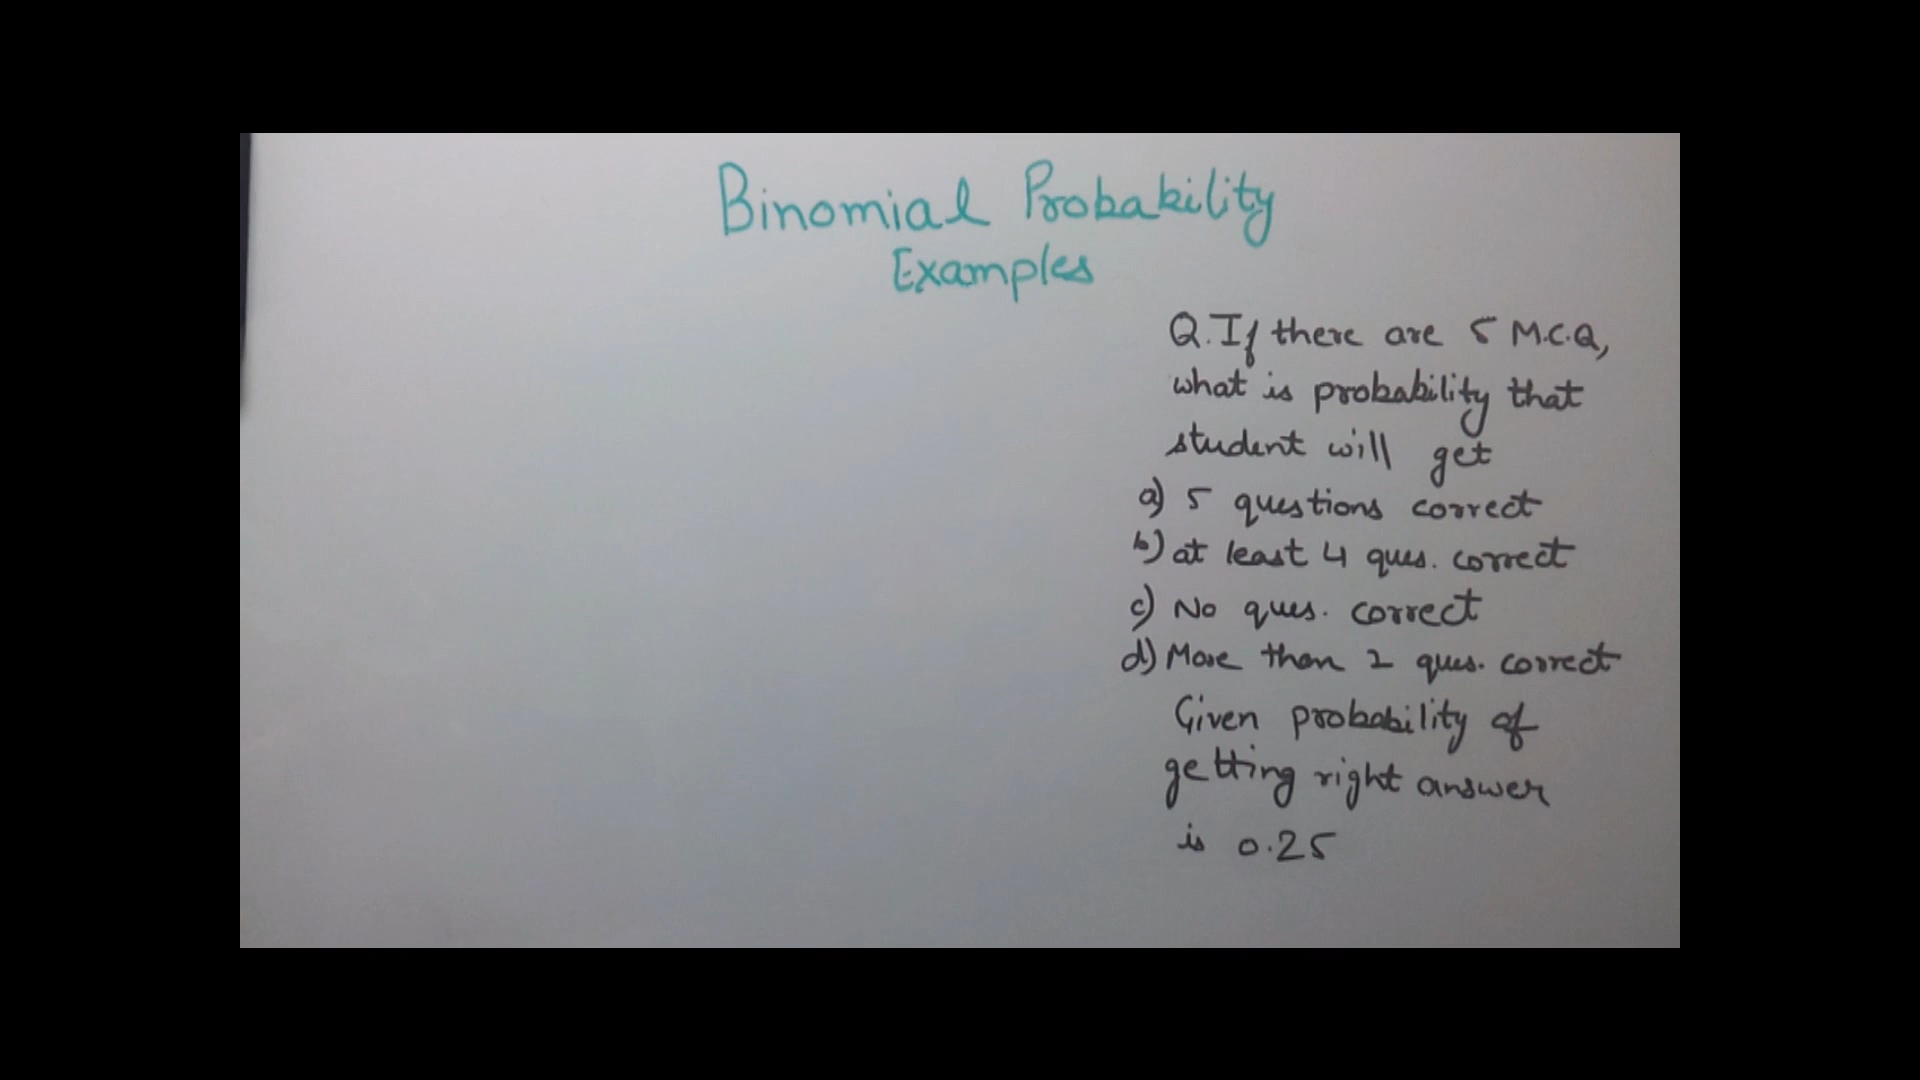 Binomial Probability
Examples
Q. If there are 5 M.C.Q,
what is probability that
student will get
a) 5 questions correct
b) at least 4 ques. correct
c) No ques. correct
d) More than 2 ques. correct
Given probability of
getting right answer
is 0.25